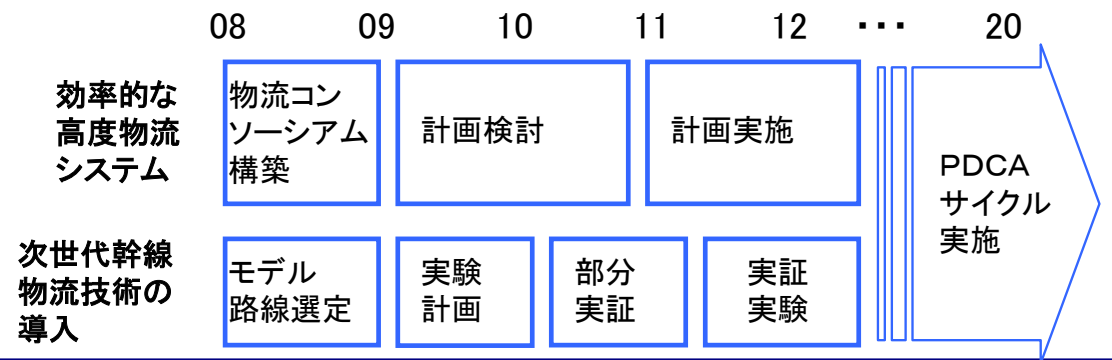 08 09 10 11 12 ・・・ 20
効率的な
高度物流
システム
物流コン
ソーシアム
構築
計画検討
計画実施
PDCA
サイクル
実施
次世代幹線
物流技術の
導入
モデル
路線選定
実験
計画
部分
実証
実証
実験